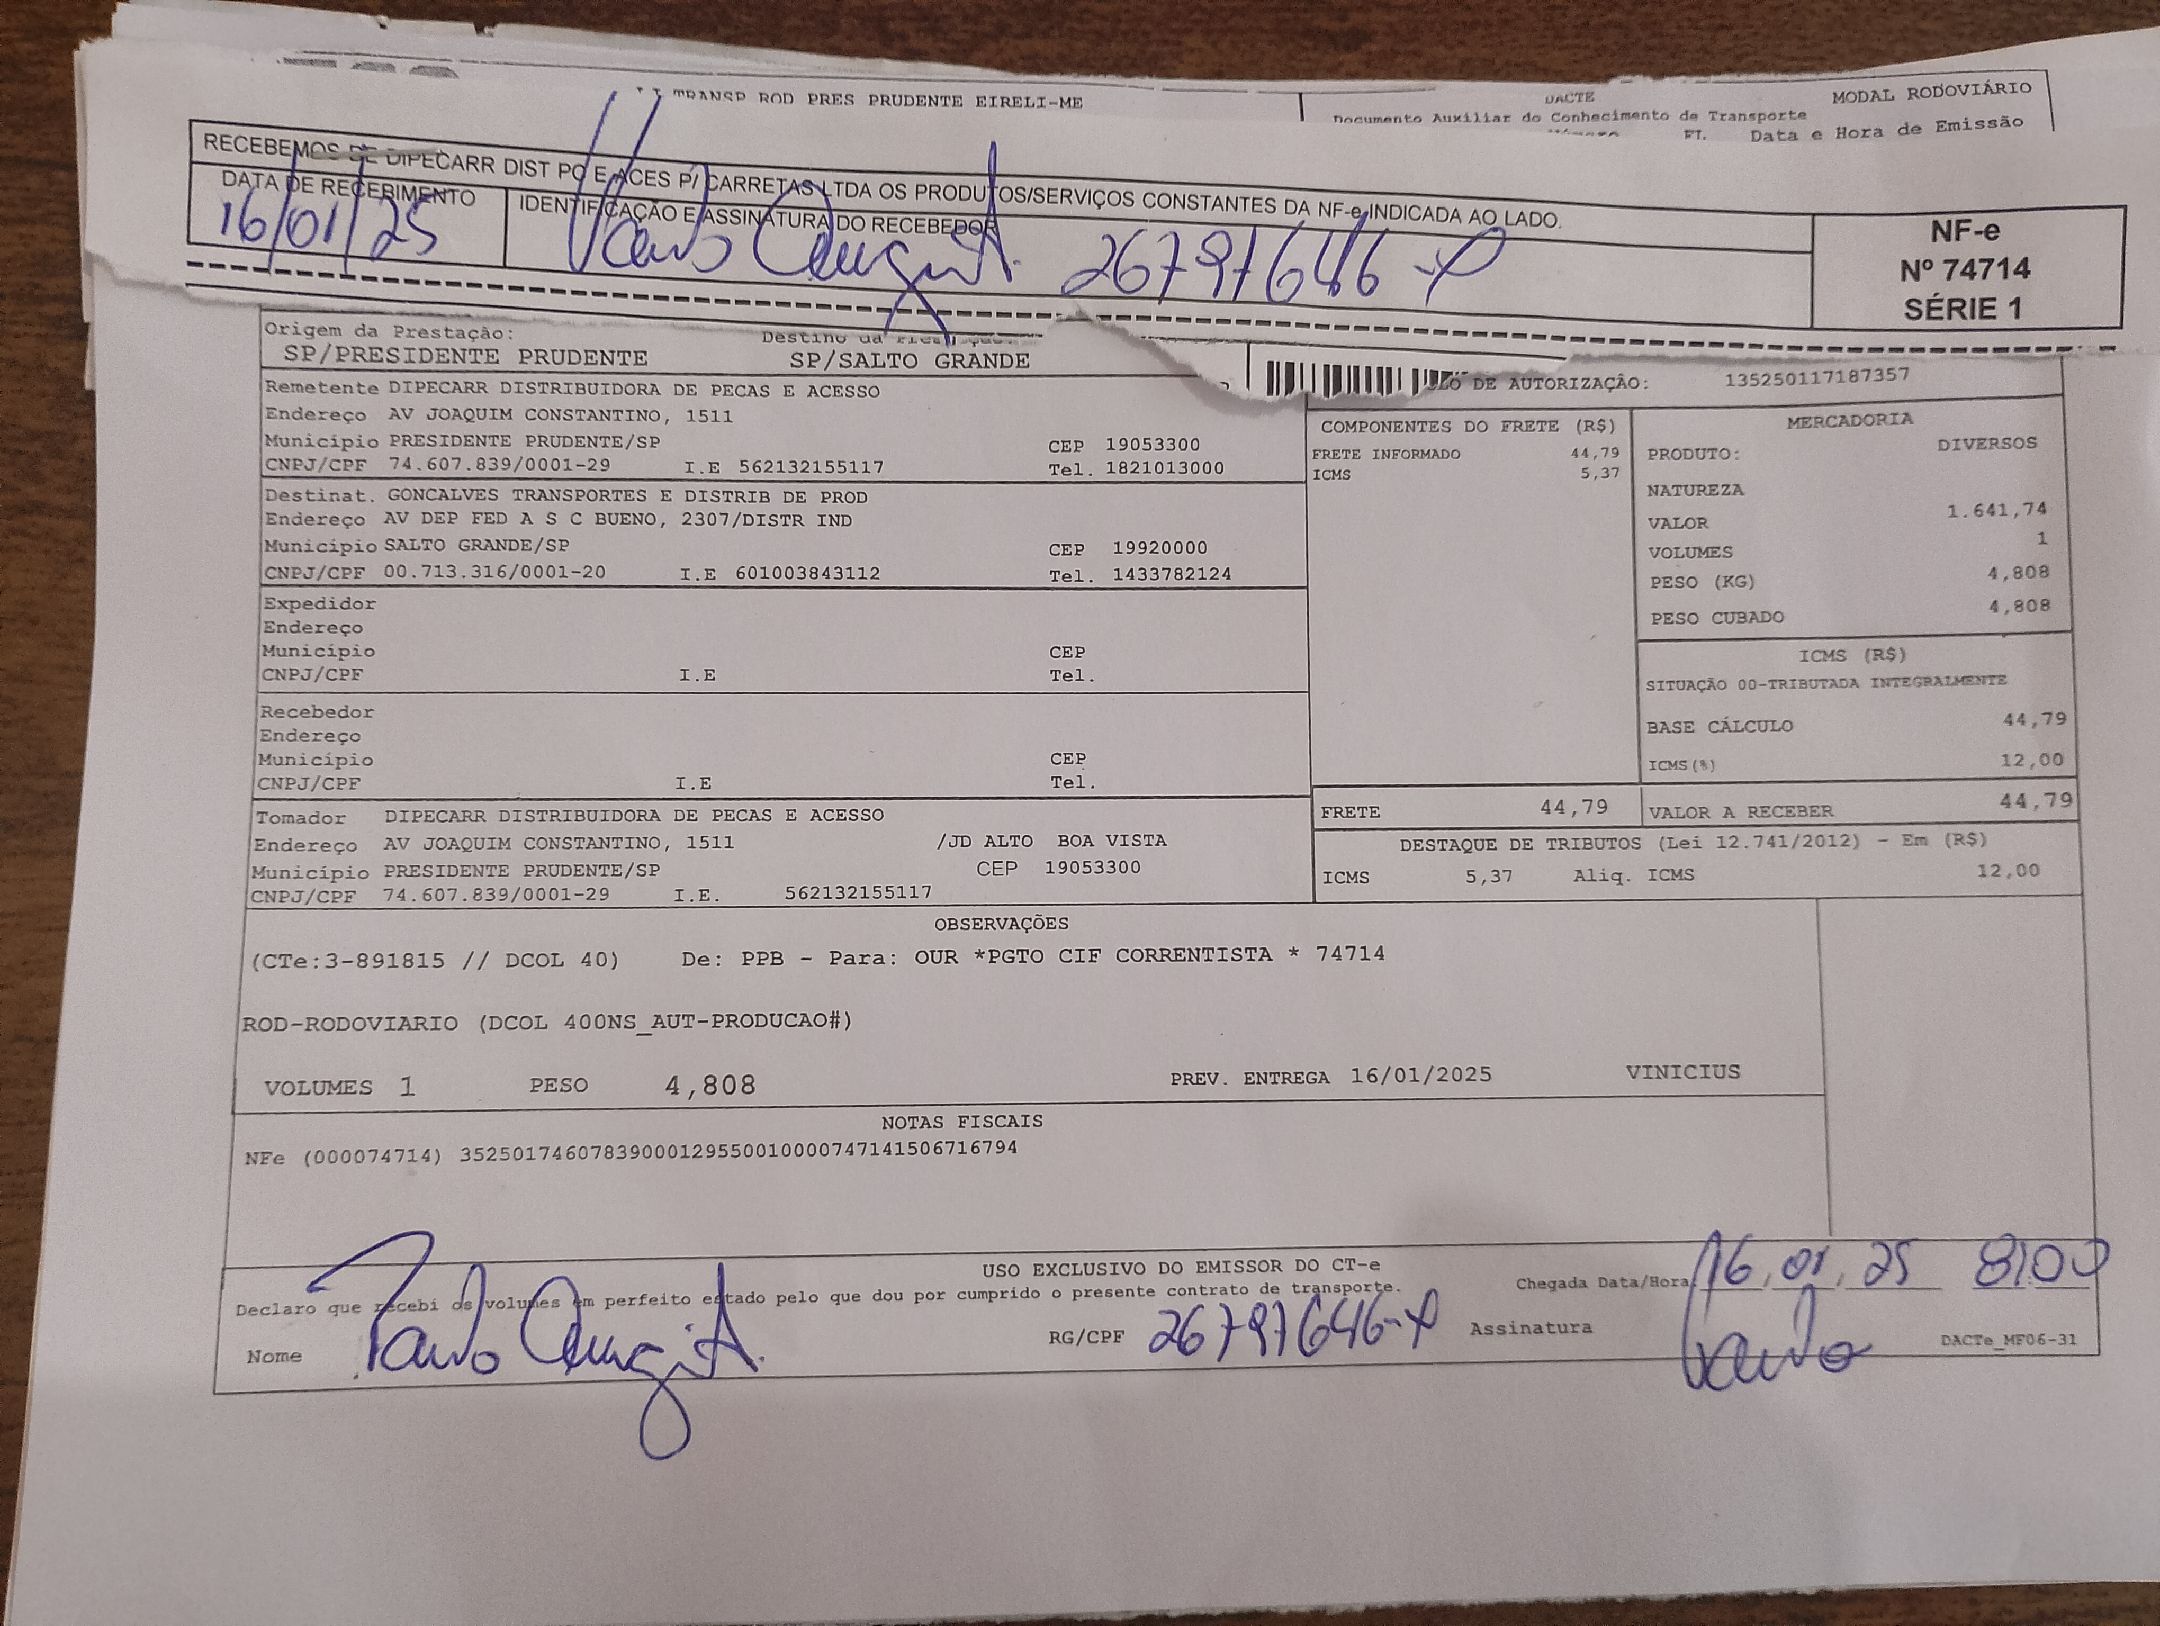 TRANSP ROD PRES PRUDENTE EIRELI-ME
DACTE
MODAL RODOVIÁRIO
Documento Auxiliar do Conhecimento de Transporte
FI. Data e Hora de Emissão
RECEBEMOS DE DIPECARR DIST PC E ACES P/ CARRETAS LTDA OS PRODUTOS/SERVIÇOS CONSTANTES DA NF-e INDICADA AO LADO.
DATA DE RECEBIMENTO
IDENTIFICAÇÃO E ASSINATURA DO RECEBEDOR
16/01/25
26797646-X
NF-e
Nº 74714
SÉRIE 1
Origem da Prestação:
Destino da
SP/PRESIDENTE PRUDENTE
SP/SALTO GRANDE
DE AUTORIZAÇÃO: 135250117187357
Remetente DIPECARR DISTRIBUIDORA DE PECAS E ACESSO
Endereço AV JOAQUIM CONSTANTINO, 1511
Município PRESIDENTE PRUDENTE/SP CEP 19053300
CNPJ/CPF 74.607.839/0001-29 I.E 562132155117 Tel. 1821013000
Destinat. GONCALVES TRANSPORTES E DISTRIB DE PROD
Endereço AV DEP FED A S C BUENO, 2307/DISTR IND
Município SALTO GRANDE/SP CEP 19920000
CNPJ/CPF 00.713.316/0001-20 I.E 601003843112 Tel. 1433782124
Expedidor
Endereço
Município CEP
CNPJ/CPF I.E Tel.
Recebedor
Endereço
Município CEP
CNPJ/CPF I.E Tel.
Tomador DIPECARR DISTRIBUIDORA DE PECAS E ACESSO
Endereço AV JOAQUIM CONSTANTINO, 1511 /JD ALTO BOA VISTA
Município PRESIDENTE PRUDENTE/SP CEP 19053300
CNPJ/CPF 74.607.839/0001-29 I.E. 562132155117
COMPONENTES DO FRETE (R$)
FRETE INFORMADO 44,79
ICMS 5,37
MERCADORIA
PRODUTO: DIVERSOS
NATUREZA
VALOR 1.641,74
VOLUMES 1
PESO (KG) 4,808
PESO CUBADO 4,808
ICMS (R$)
SITUAÇÃO 00-TRIBUTADA INTEGRALMENTE
BASE CÁLCULO 44,79
ICMS(%) 12,00
FRETE 44,79 VALOR A RECEBER 44,79
DESTAQUE DE TRIBUTOS (Lei 12.741/2012) - Em (R$)
ICMS 5,37 Aliq. ICMS 12,00
OBSERVAÇÕES
(CTe:3-891815 // DCOL 40) De: PPB - Para: OUR *PGTO CIF CORRENTISTA * 74714
ROD-RODOVIARIO (DCOL 400NS_AUT-PRODUCAO#)
VOLUMES 1 PESO 4,808 PREV. ENTREGA 16/01/2025 VINICIUS
NOTAS FISCAIS
NFe (000074714) 35250174607839000129550010000747141506716794
USO EXCLUSIVO DO EMISSOR DO CT-e
Declaro que recebi os volumes em perfeito estado pelo que dou por cumprido o presente contrato de transporte.
Chegada Data/Hora 16,01,25 8:00
Nome
RG/CPF 26797646-X Assinatura
DACTe_MF06-31